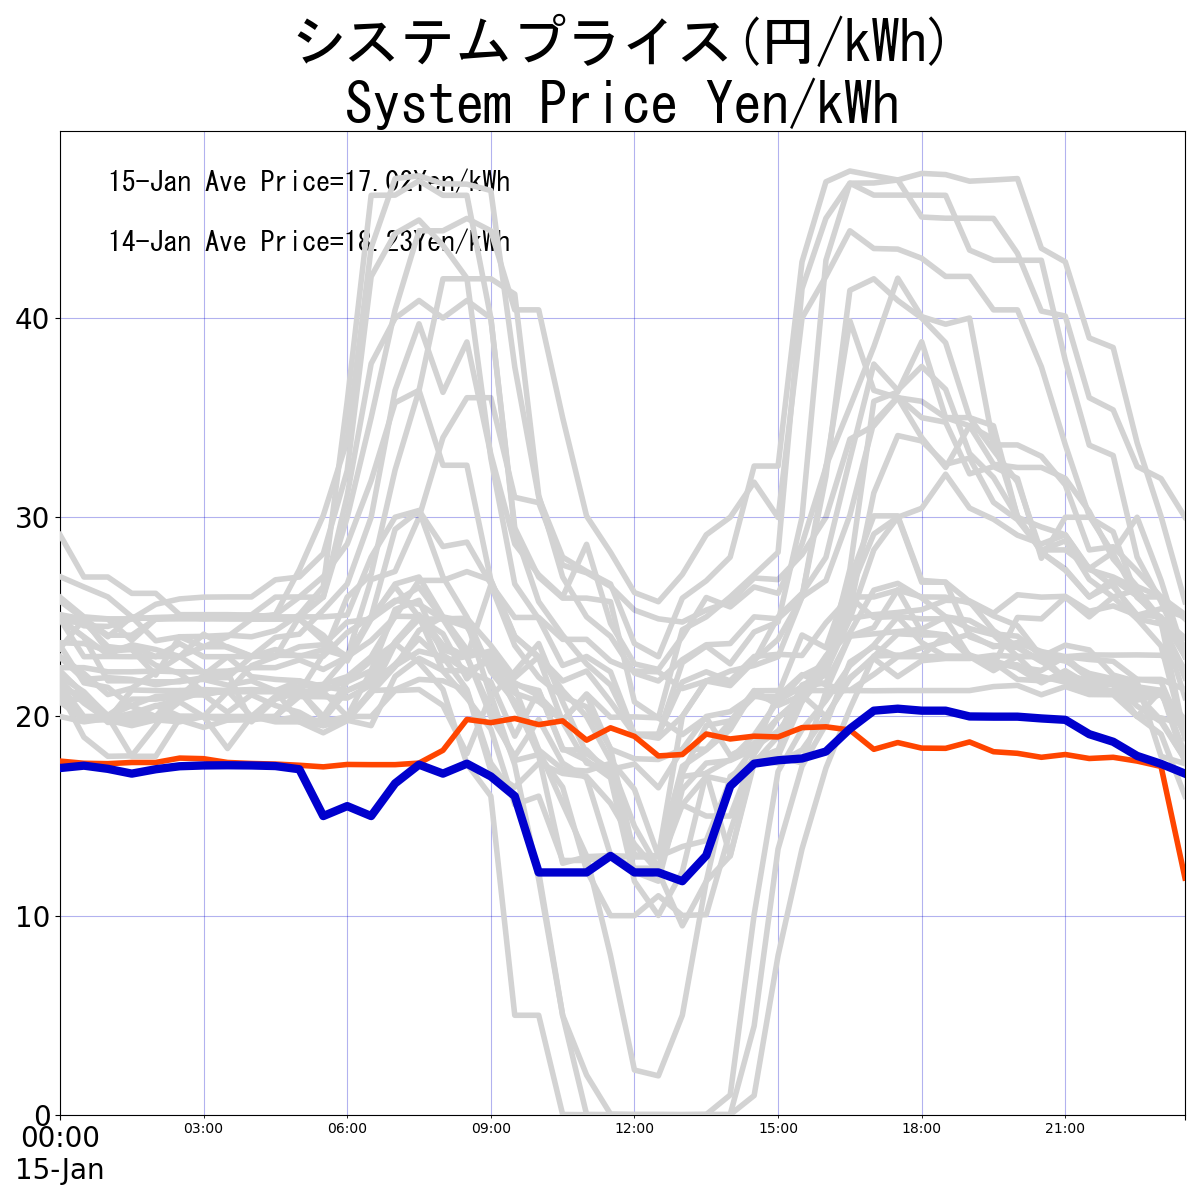 システムプライス(円/kWh)
System Price Yen/kWh
15-Jan Ave Price=17.02Yen/kWh
14-Jan Ave Price=18.23Yen/kWh
40
30
20
10
0
00:00 03:00 06:00 09:00 12:00 15:00 18:00 21:00
15-Jan